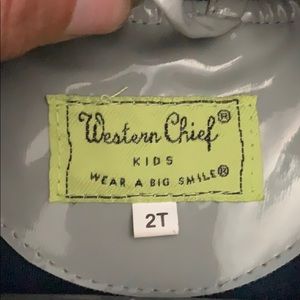 Western Chief®
KIDS
WEAR A BIG SMILE®
2T